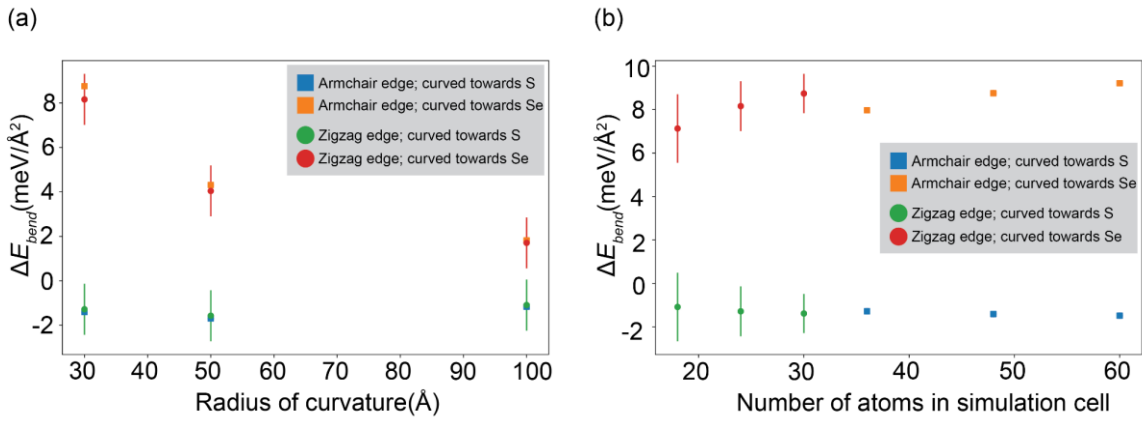 (a)
ΔE_bend(meV/Å²)
8
6
4
2
0
-2
Armchair edge; curved towards S
Armchair edge; curved towards Se
Zigzag edge; curved towards S
Zigzag edge; curved towards Se
30 40 50 60 70 80 90 100
Radius of curvature(Å)
(b)
ΔE_bend(meV/Å²)
10
8
6
4
2
0
-2
Armchair edge; curved towards S
Armchair edge; curved towards Se
Zigzag edge; curved towards S
Zigzag edge; curved towards Se
20 30 40 50 60
Number of atoms in simulation cell